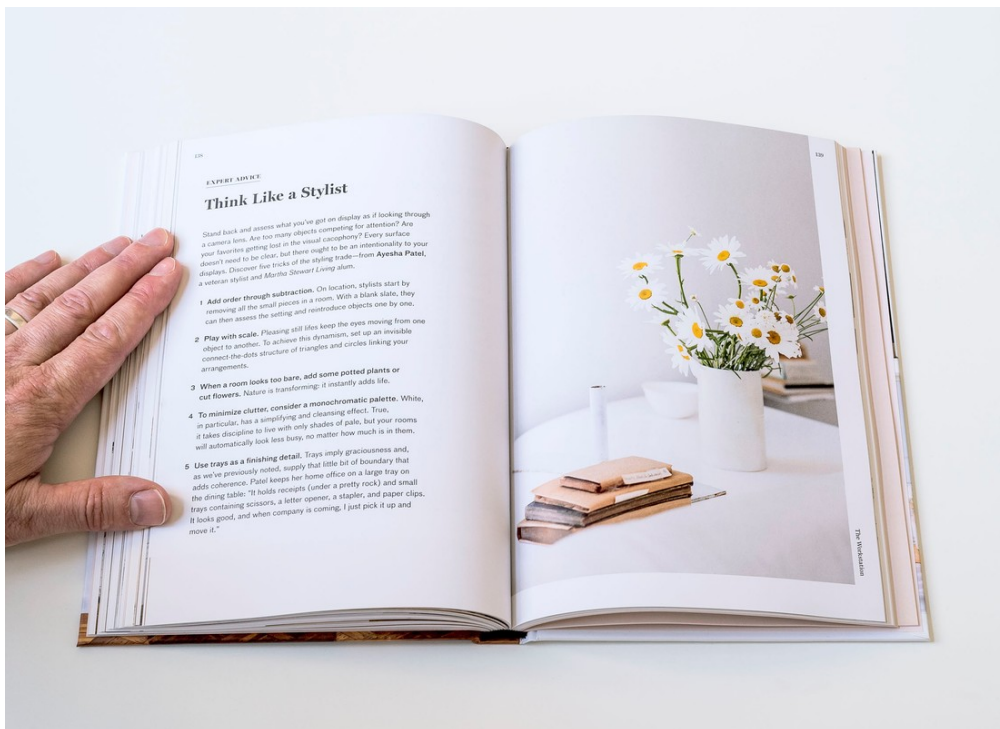 EXPERT ADVICE
Think Like a Stylist
Stand back and assess what you've got on display as if looking through
a camera lens. Are too many objects competing for attention? Are
your favorites getting lost in the visual cacophony? Every surface
doesn't need to be clear, but there ought to be an intentionality to your
displays. Discover five tricks of the styling trade—from Ayesha Patel,
a veteran stylist and Martha Stewart Living alum.
1 Add order through subtraction. On location, stylists start by
removing all the small pieces in a room. With a blank slate, they
can then assess the setting and reintroduce objects one by one.
2 Play with scale. Pleasing still lifes keep the eyes moving from one
object to another. To achieve this dynamism, set up an invisible
connect-the-dots structure of triangles and circles linking your
arrangements.
3 When a room looks too bare, add some potted plants or
cut flowers. Nature is transforming: it instantly adds life.
4 To minimize clutter, consider a monochromatic palette. White,
in particular, has a simplifying and cleansing effect. True,
it takes discipline to live with only shades of pale, but your rooms
will automatically look less busy, no matter how much is in them.
5 Use trays as a finishing detail. Trays imply graciousness and,
as we've previously noted, supply that little bit of boundary that
adds coherence. Patel keeps her home office on a large tray on
the dining table: "It holds receipts (under a pretty rock) and small
trays containing scissors, a letter opener, a stapler, and paper clips.
It looks good, and when company is coming, I just pick it up and
move it."
The Workstation